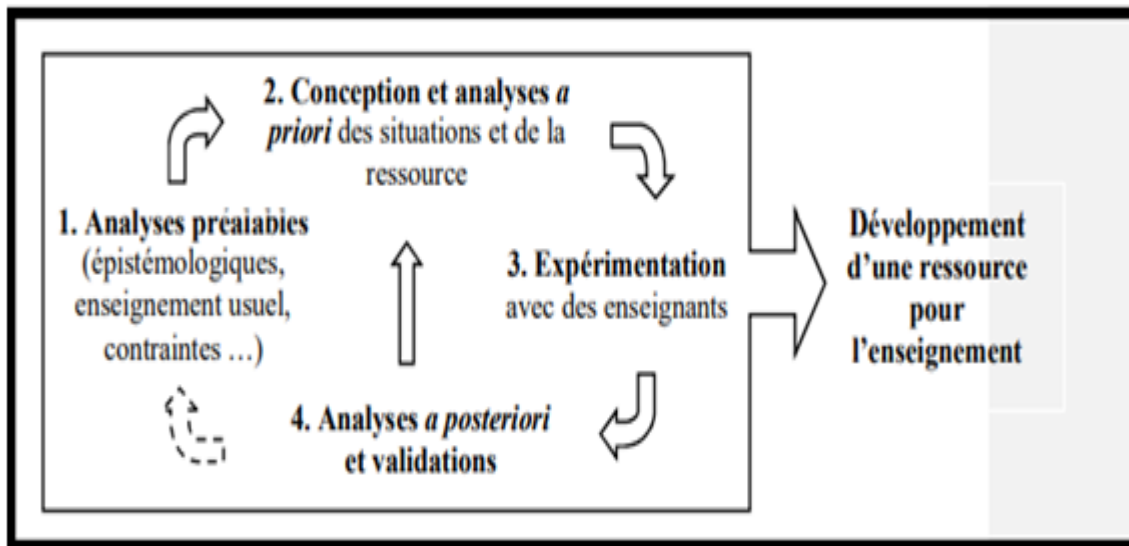 2. Conception et analyses a
priori des situations et de la
ressource
1. Analyses préaiabies
(épistémologiques,
enseignement usuel,
contraintes …)
3. Expérimentation
avec des enseignants
4. Analyses a posteriori
et validations
Développement
d'une ressource
pour
l'enseignement